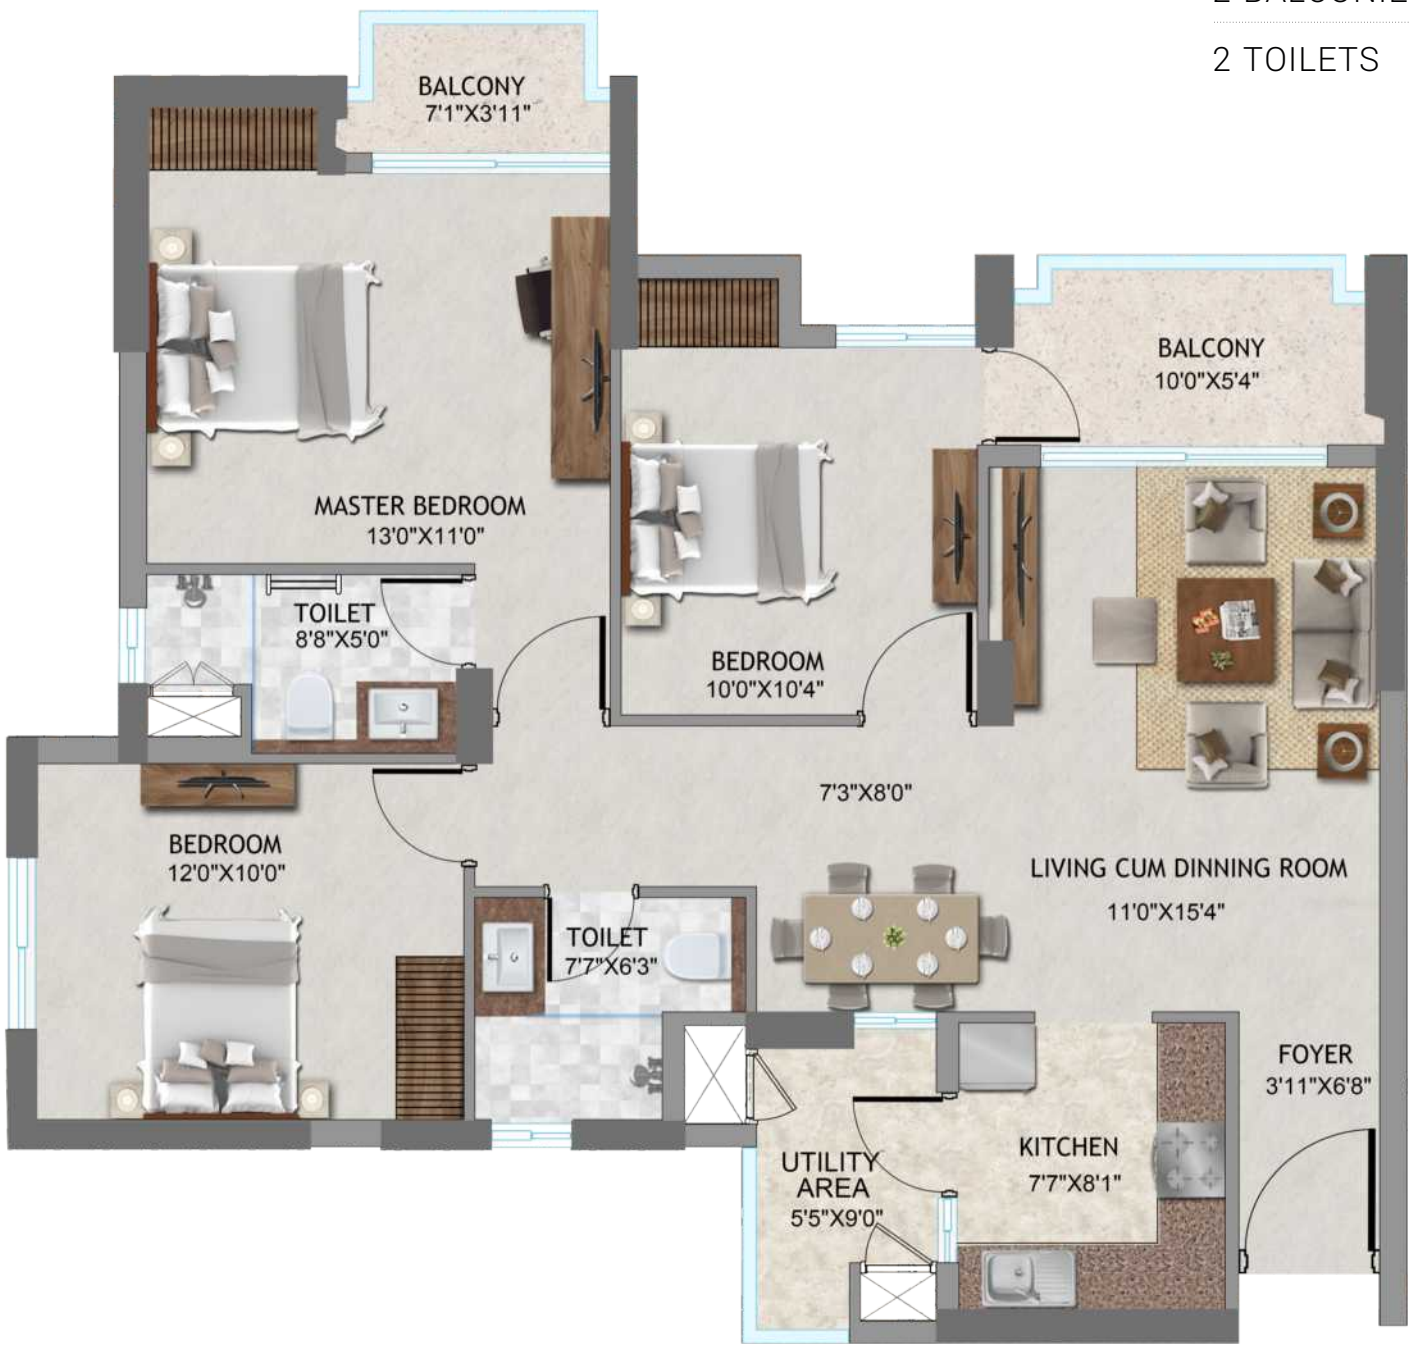 2 TOILETS
BALCONY
7'1"X3'11"
BALCONY
10'0"X5'4"
MASTER BEDROOM
13'0"X11'0"
TOILET
8'8"X5'0"
BEDROOM
10'0"X10'4"
7'3"X8'0"
BEDROOM
12'0"X10'0"
LIVING CUM DINNING ROOM
11'0"X15'4"
TOILET
7'7"X6'3"
FOYER
3'11"X6'8"
KITCHEN
7'7"X8'1"
UTILITY
AREA
5'5"X9'0"